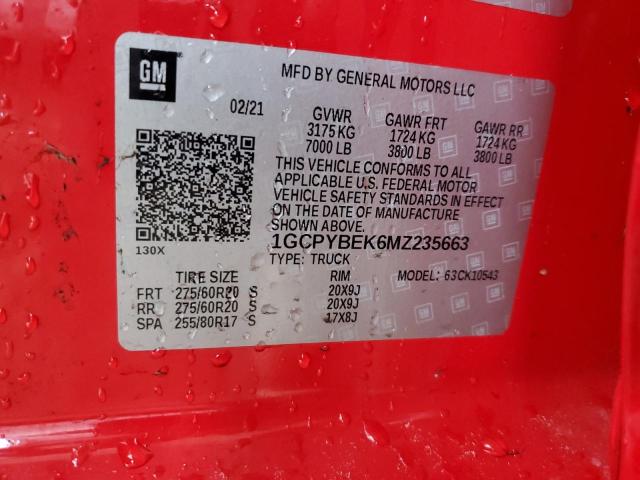 GM
MFD BY GENERAL MOTORS LLC
02/21
GVWR GAWR FRT GAWR RR
3175 KG 1724 KG 1724 KG
7000 LB 3800 LB 3800 LB
THIS VEHICLE CONFORMS TO ALL
APPLICABLE U.S. FEDERAL MOTOR
VEHICLE SAFETY STANDARDS IN EFFECT
ON THE DATE OF MANUFACTURE
SHOWN ABOVE.
1GCPYBEK6MZ235663
130X
TYPE: TRUCK
TIRE SIZE RIM MODEL: 63CK10543
FRT 275/60R20 S 20X9J
RR 275/60R20 S 20X9J
SPA 255/80R17 S 17X8J